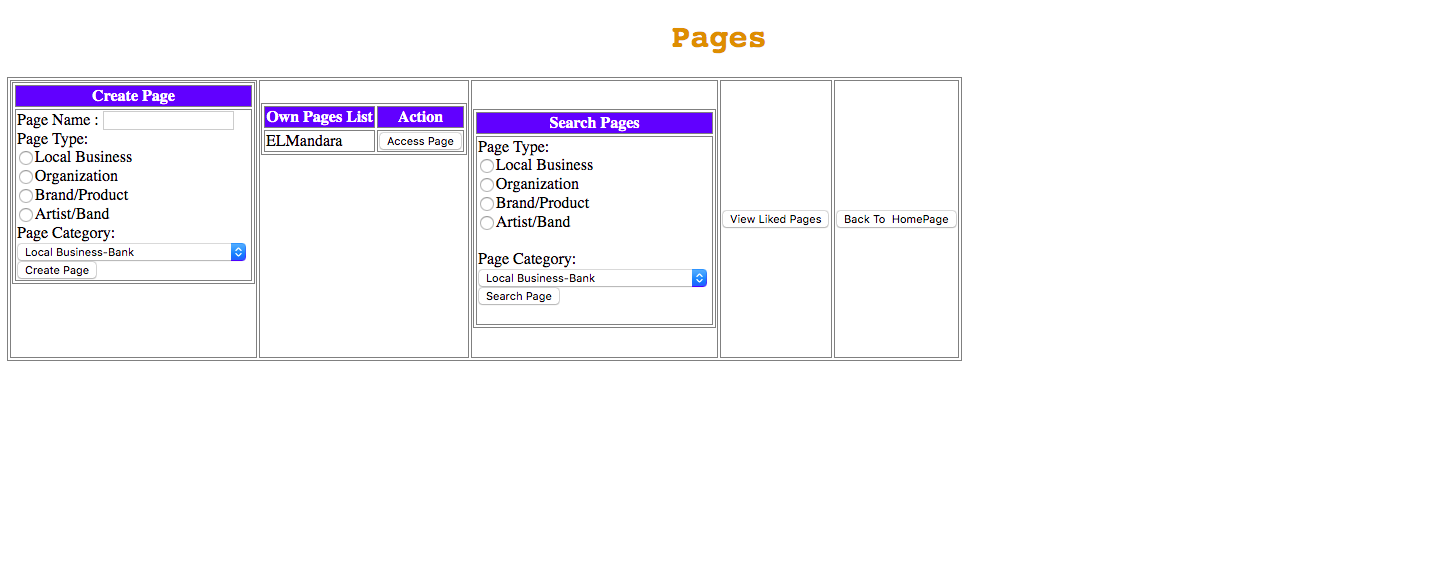 Pages
Create Page
Page Name :
Page Type:
Local Business
Organization
Brand/Product
Artist/Band
Page Category:
Local Business-Bank
Create Page
Own Pages List Action
ELMandara Access Page
Search Pages
Page Type:
Local Business
Organization
Brand/Product
Artist/Band
Page Category:
Local Business-Bank
Search Page
View Liked Pages
Back To  HomePage